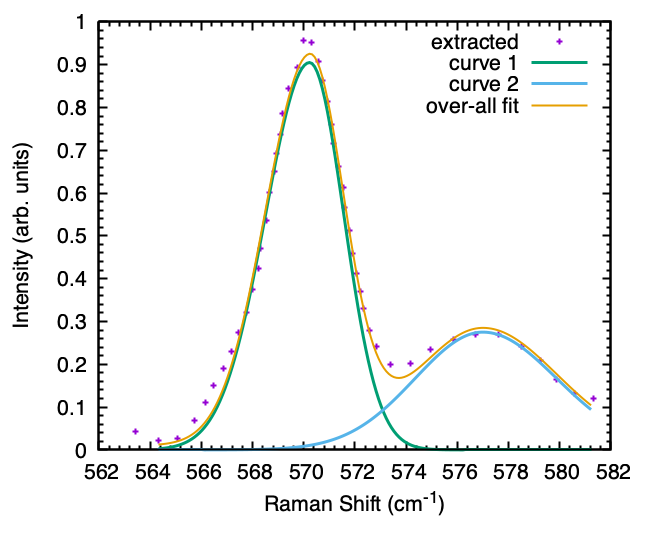 1
0.9
0.8
0.7
0.6
0.5
0.4
0.3
0.2
0.1
0
Intensity (arb. units)
extracted
curve 1
curve 2
over-all fit
562 564 566 568 570 572 574 576 578 580 582
Raman Shift (cm⁻¹)